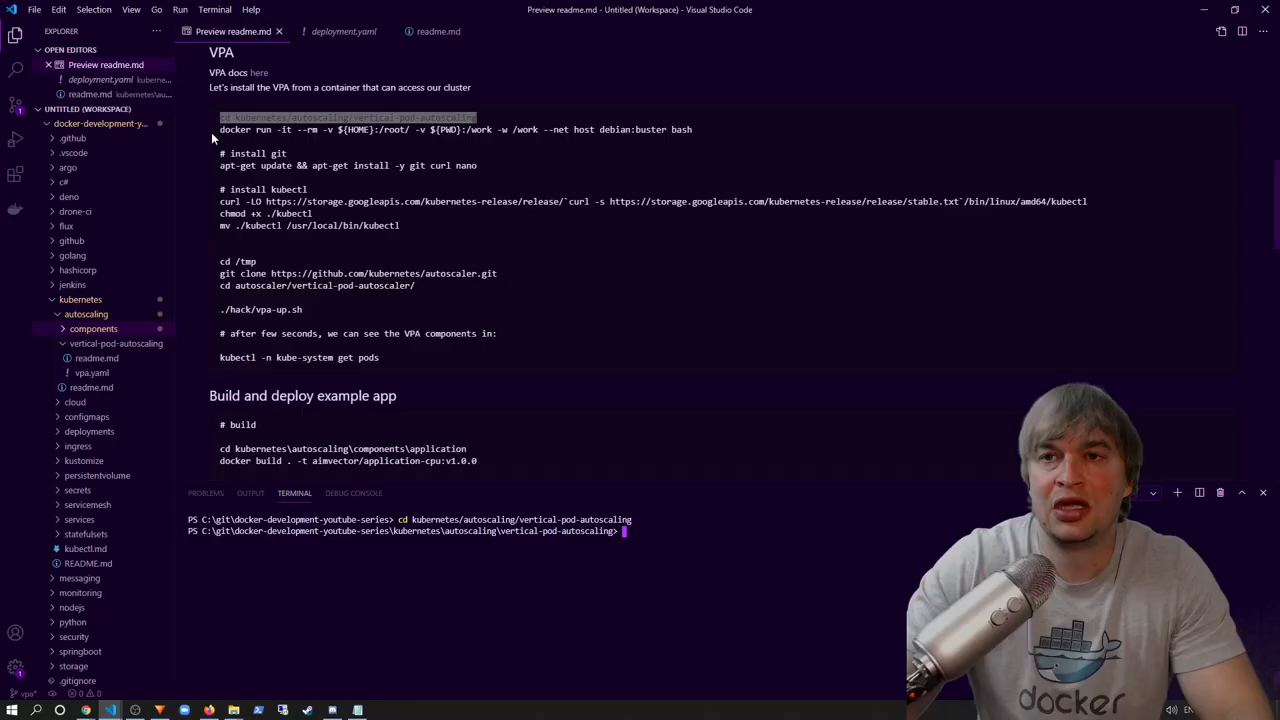 File Edit Selection View Go Run Terminal Help
Preview readme.md - Untitled (Workspace) - Visual Studio Code
EXPLORER
OPEN EDITORS
Preview readme.md
deployment.yaml kuberne...
readme.md kubernetes\au...
UNTITLED (WORKSPACE)
docker-development-y...
.github
.vscode
argo
c#
deno
drone-ci
flux
github
golang
hashicorp
jenkins
kubernetes
autoscaling
components
vertical-pod-autoscaling
readme.md
vpa.yaml
readme.md
cloud
configmaps
deployments
ingress
kustomize
persistentvolume
secrets
servicemesh
services
statefulsets
kubectl.md
README.md
messaging
monitoring
nodejs
python
security
springboot
storage
.gitignore
Preview readme.md
deployment.yaml
readme.md
VPA
VPA docs here
Let's install the VPA from a container that can access our cluster
cd kubernetes/autoscaling/vertical-pod-autoscaling
docker run -it --rm -v ${HOME}:/root/ -v ${PWD}:/work -w /work --net host debian:buster bash
# install git
apt-get update && apt-get install -y git curl nano
# install kubectl
curl -LO https://storage.googleapis.com/kubernetes-release/release/`curl -s https://storage.googleapis.com/kubernetes-release/release/stable.txt`/bin/linux/amd64/kubectl
chmod +x ./kubectl
mv ./kubectl /usr/local/bin/kubectl
cd /tmp
git clone https://github.com/kubernetes/autoscaler.git
cd autoscaler/vertical-pod-autoscaler/
./hack/vpa-up.sh
# after few seconds, we can see the VPA components in:
kubectl -n kube-system get pods
Build and deploy example app
# build
cd kubernetes\autoscaling\components\application
docker build . -t aimvector/application-cpu:v1.0.0
PROBLEMS OUTPUT TERMINAL DEBUG CONSOLE
PS C:\git\docker-development-youtube-series> cd kubernetes/autoscaling/vertical-pod-autoscaling
PS C:\git\docker-development-youtube-series\kubernetes\autoscaling\vertical-pod-autoscaling>
docker
1
1
vpa*
0 0